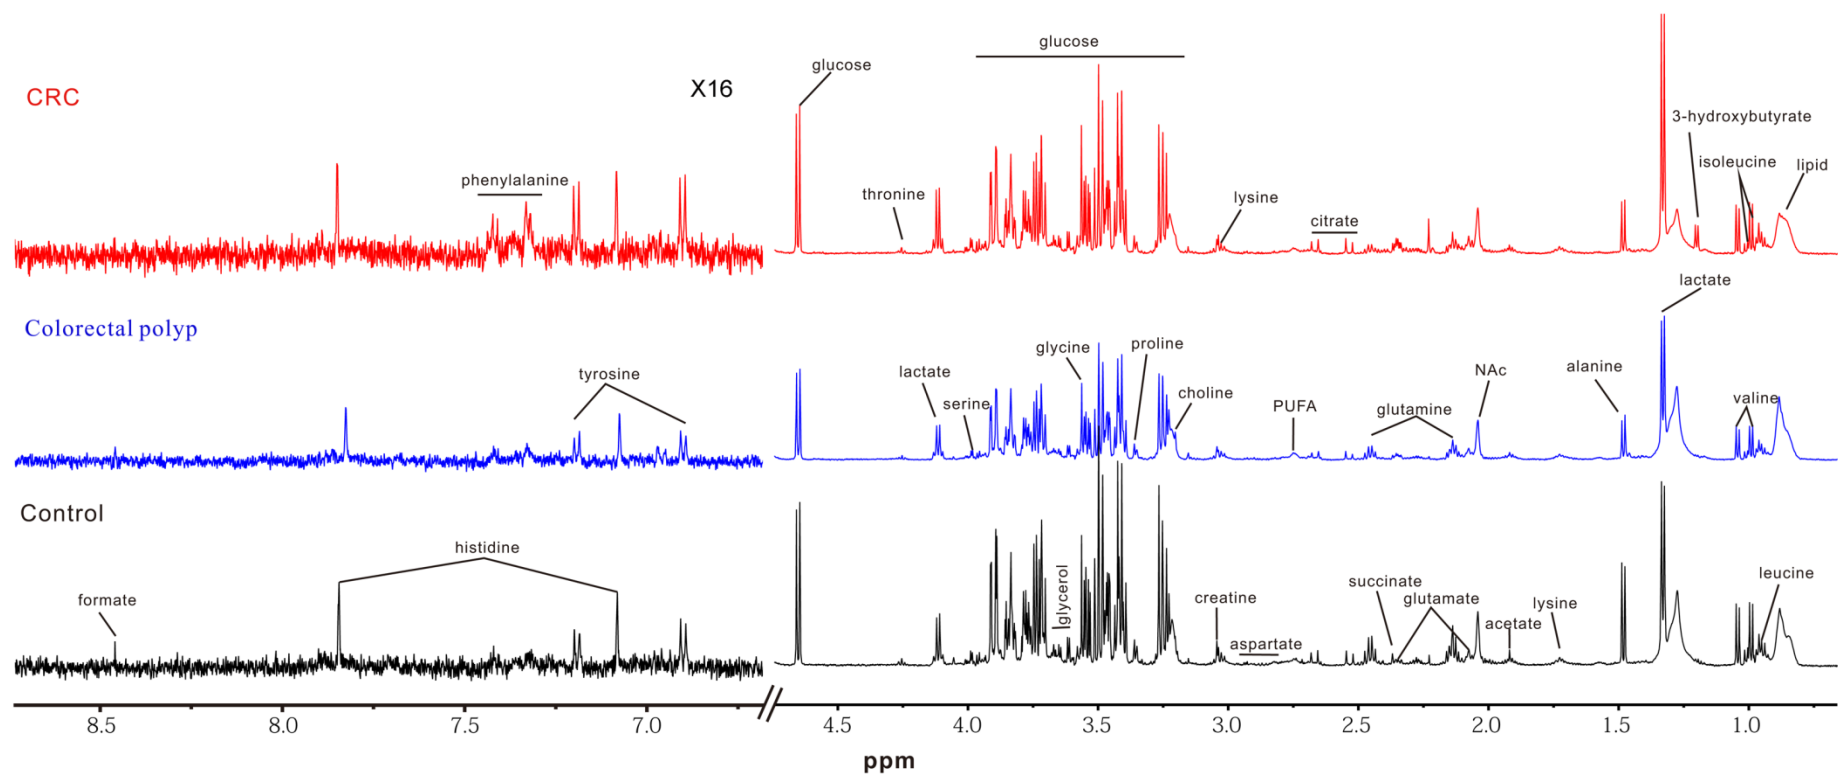 glucose
glucose
CRC
X16
3-hydroxybutyrate
isoleucine
lipid
phenylalanine
thronine
lysine
citrate
lactate
Colorectal polyp
glycine
proline
tyrosine
lactate
NAc
alanine
serine
choline
PUFA
glutamine
valine
Control
histidine
glycerol
succinate
leucine
formate
creatine
glutamate
lysine
aspartate
acetate
8.5 8.0 7.5 7.0 4.5 4.0 3.5 3.0 2.5 2.0 1.5 1.0
ppm